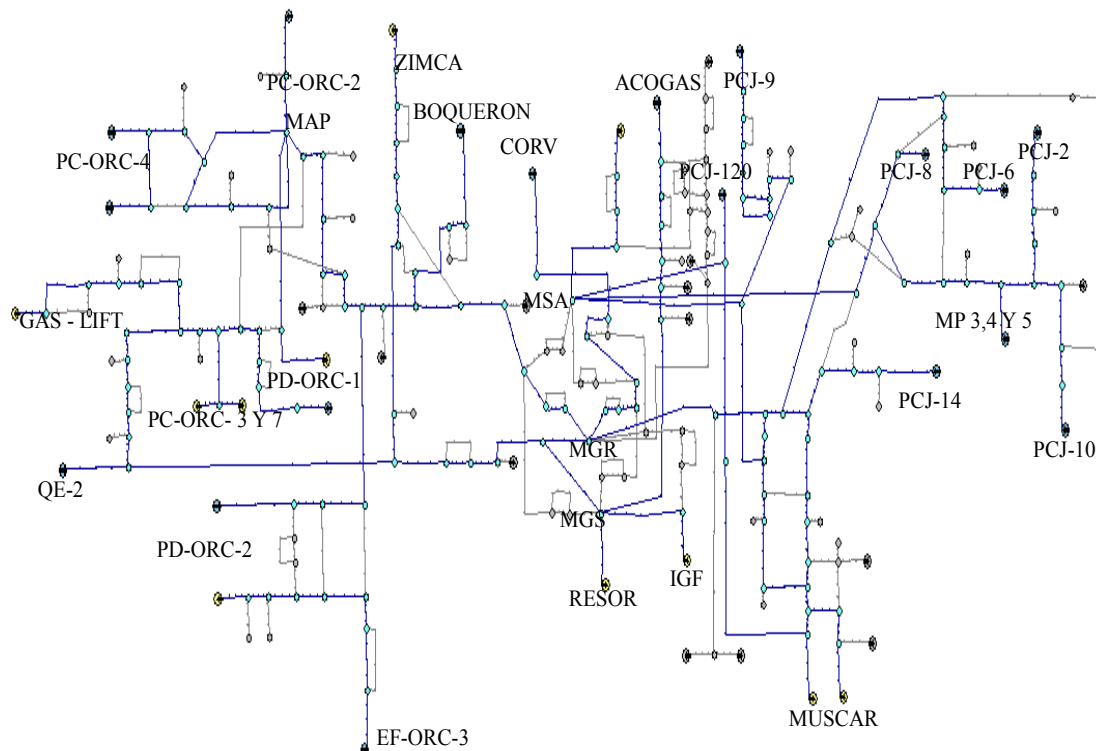 ZIMCA
PC-ORC-2
ACOGAS
PCJ-9
MAP
BOQUERON
CORV
PC-ORC-4
PCJ-120
PCJ-8
PCJ-6
PCJ-2
GAS - LIFT
MSA
MP 3,4 Y 5
PD-ORC-1
PC-ORC- 3 Y 7
PCJ-14
MGR
PCJ-10
QE-2
MGS
PD-ORC-2
IGF
RESOR
MUSCAR
EF-ORC-3